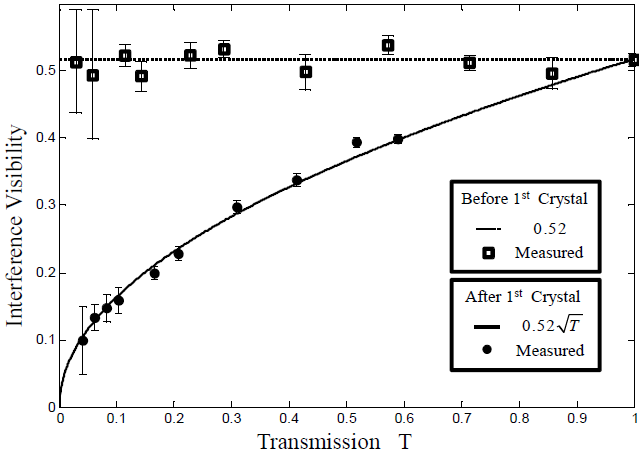 0.5
0.4
0.3
0.2
0.1
0
Interference Visibility
0 0.1 0.2 0.3 0.4 0.5 0.6 0.7 0.8 0.9 1
Transmission T
Before 1st Crystal
0.52
Measured
After 1st Crystal
0.52√T
Measured